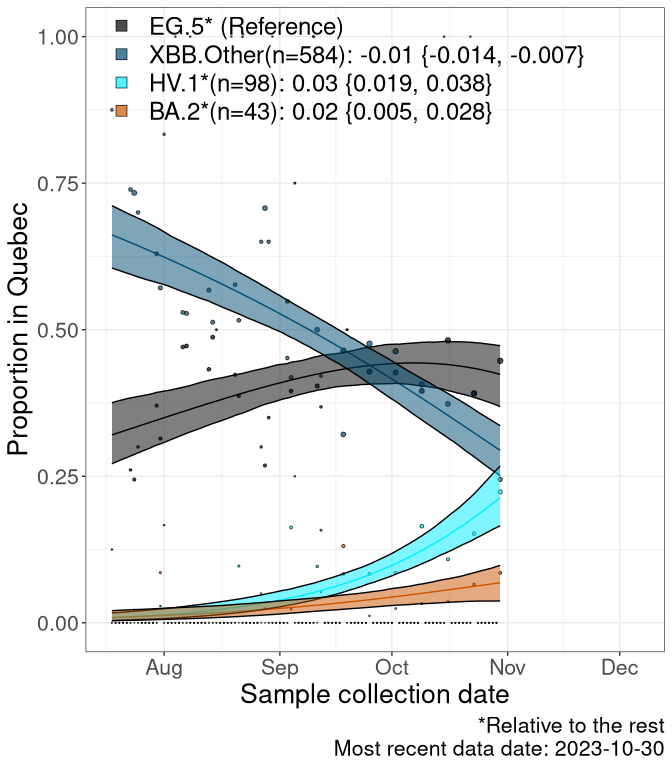 EG.5* (Reference)
XBB.Other(n=584): -0.01 {-0.014, -0.007}
HV.1*(n=98): 0.03 {0.019, 0.038}
BA.2*(n=43): 0.02 {0.005, 0.028}
1.00
0.75
0.50
0.25
0.00
Proportion in Quebec
Aug Sep Oct Nov Dec
Sample collection date
*Relative to the rest
Most recent data date: 2023-10-30